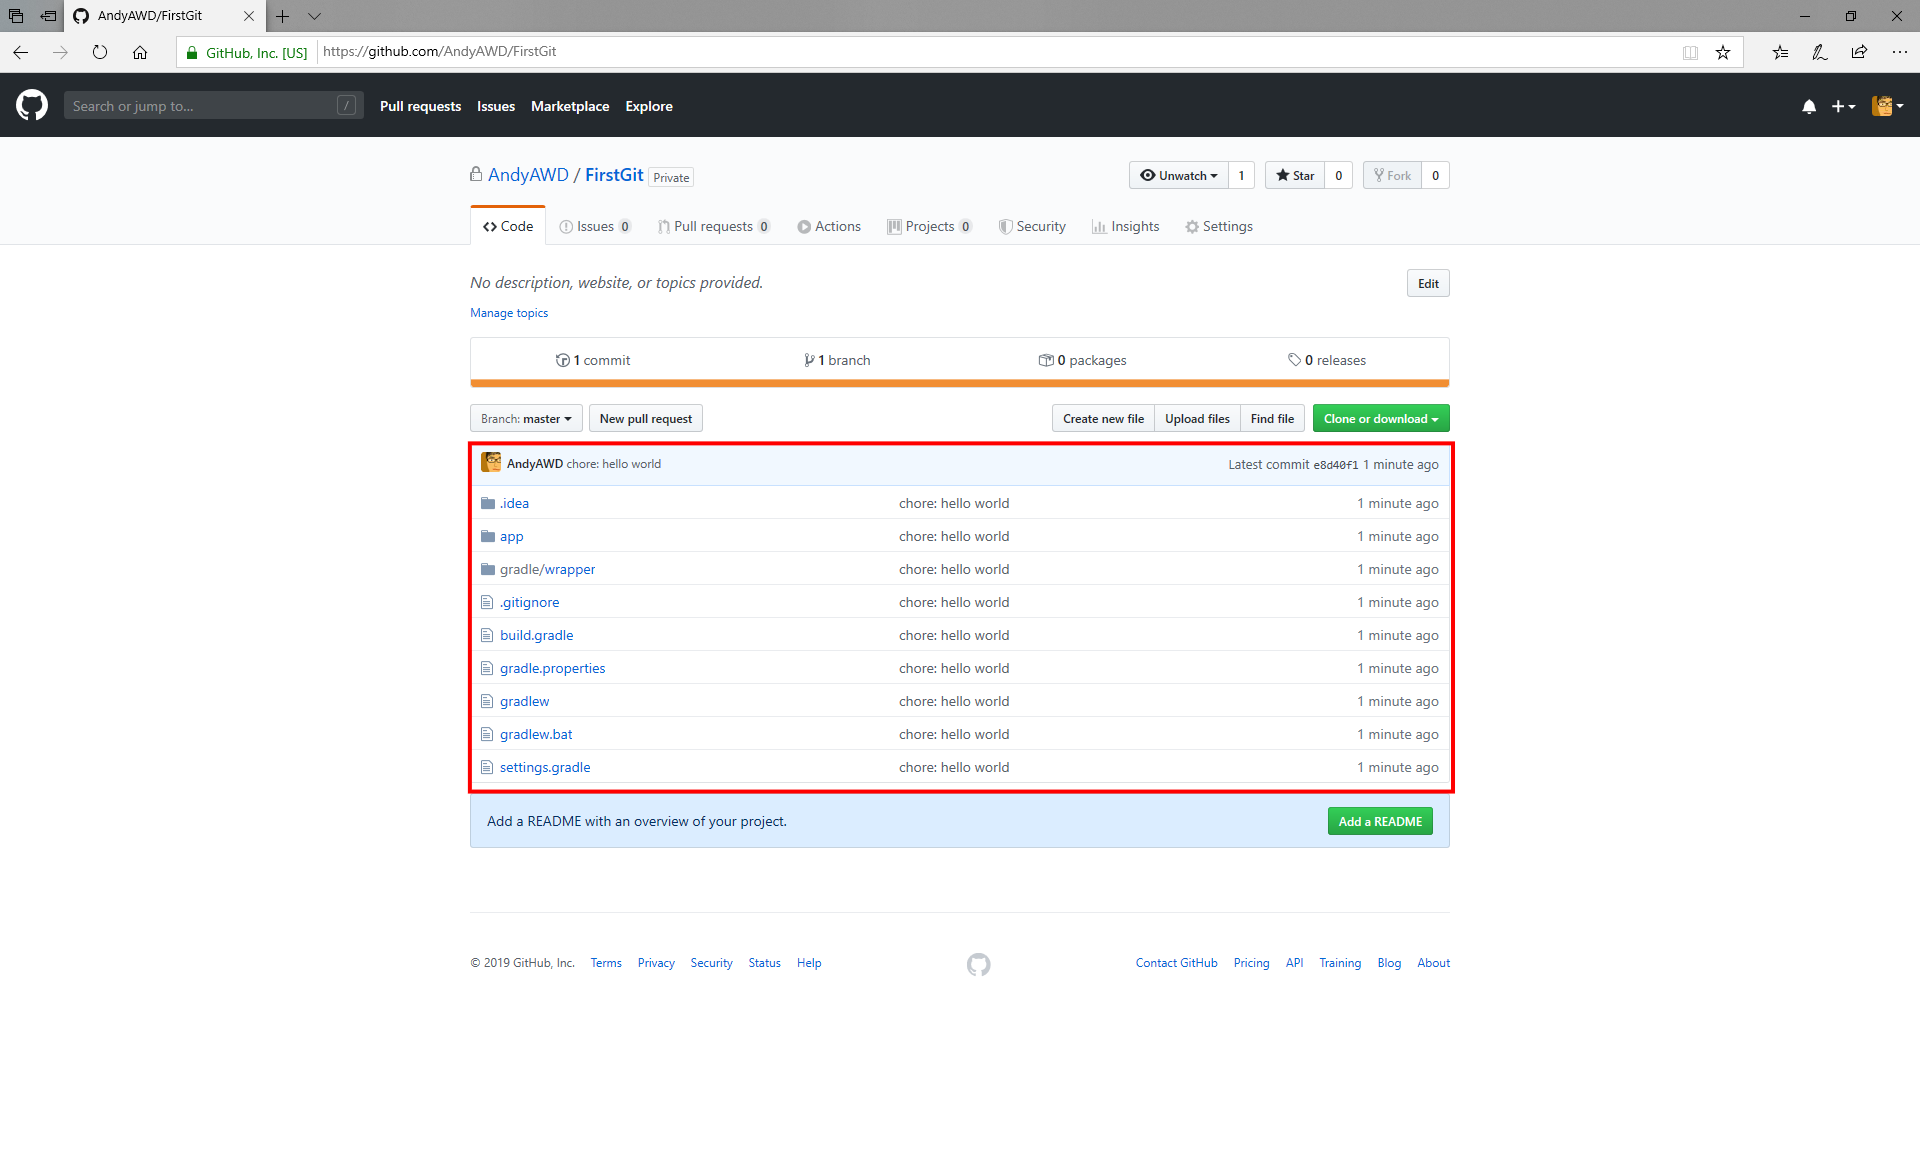 AndyAWD/FirstGit
GitHub, Inc. [US] https://github.com/AndyAWD/FirstGit
Search or jump to... / Pull requests Issues Marketplace Explore
AndyAWD / FirstGit Private Unwatch 1 Star 0 Fork 0
Code Issues 0 Pull requests 0 Actions Projects 0 Security Insights Settings
No description, website, or topics provided. Edit
Manage topics
1 commit 1 branch 0 packages 0 releases
Branch: master New pull request Create new file Upload files Find file Clone or download
AndyAWD chore: hello world Latest commit e8d40f1 1 minute ago
.idea chore: hello world 1 minute ago
app chore: hello world 1 minute ago
gradle/wrapper chore: hello world 1 minute ago
.gitignore chore: hello world 1 minute ago
build.gradle chore: hello world 1 minute ago
gradle.properties chore: hello world 1 minute ago
gradlew chore: hello world 1 minute ago
gradlew.bat chore: hello world 1 minute ago
settings.gradle chore: hello world 1 minute ago
Add a README with an overview of your project. Add a README
© 2019 GitHub, Inc. Terms Privacy Security Status Help Contact GitHub Pricing API Training Blog About